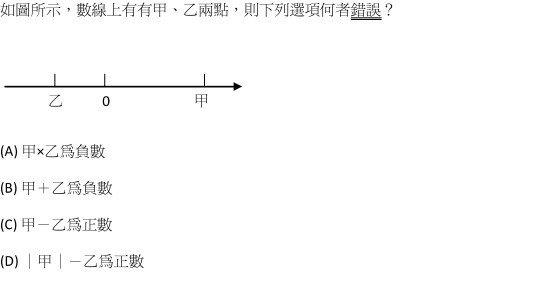 如圖所示，數線上有有甲、乙兩點，則下列選項何者錯誤？
乙 0 甲
(A) 甲×乙為負數
(B) 甲＋乙為負數
(C) 甲－乙為正數
(D) ｜甲｜－乙為正數